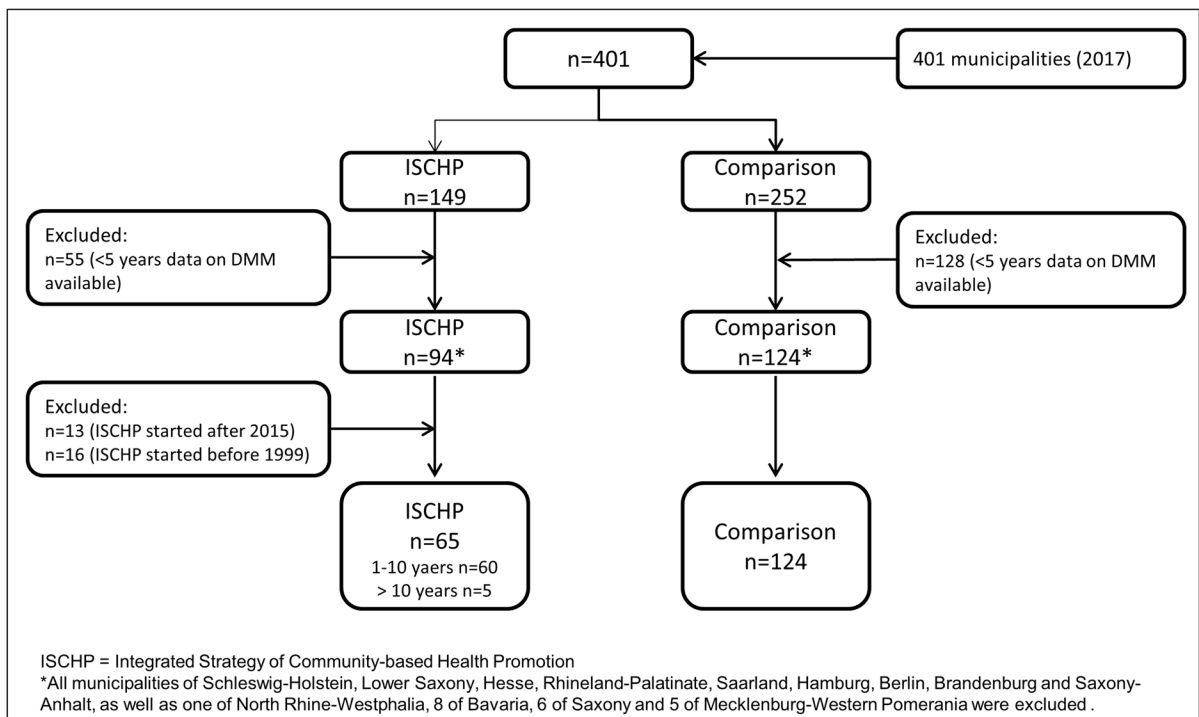 n=401
401 municipalities (2017)
ISCHP
n=149
Comparison
n=252
Excluded:
n=55 (<5 years data on DMM
available)
Excluded:
n=128 (<5 years data on DMM
available)
ISCHP
n=94*
Comparison
n=124*
Excluded:
n=13 (ISCHP started after 2015)
n=16 (ISCHP started before 1999)
ISCHP
n=65
1-10 yaers n=60
> 10 years n=5
Comparison
n=124
ISCHP = Integrated Strategy of Community-based Health Promotion
*All municipalities of Schleswig-Holstein, Lower Saxony, Hesse, Rhineland-Palatinate, Saarland, Hamburg, Berlin, Brandenburg and Saxony-
Anhalt, as well as one of North Rhine-Westphalia, 8 of Bavaria, 6 of Saxony and 5 of Mecklenburg-Western Pomerania were excluded .